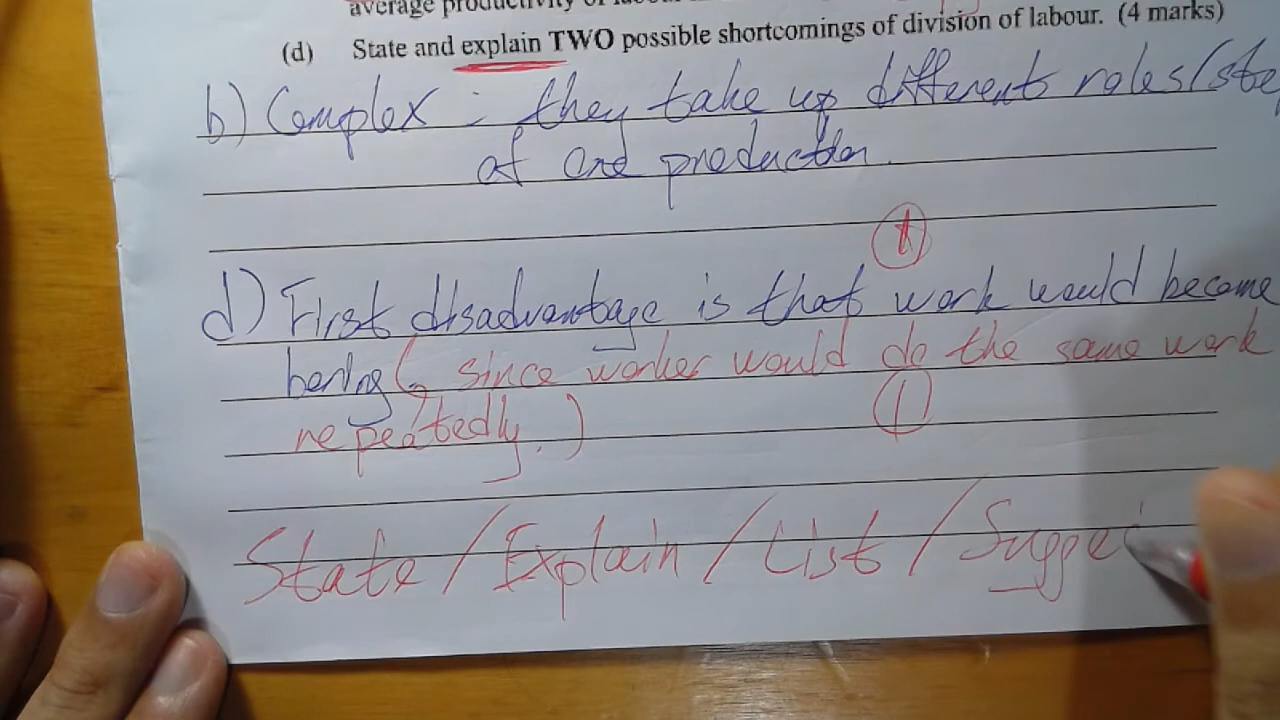 average productivity of labour
(d) State and explain TWO possible shortcomings of division of labour. (4 marks)
b) Complex : they take up different roles/ste
of one production.
1
d) First disadvantage is that work would become
boring (, since worker would do the same work
repeatedly.)
1
State / Explain / List / Sugge